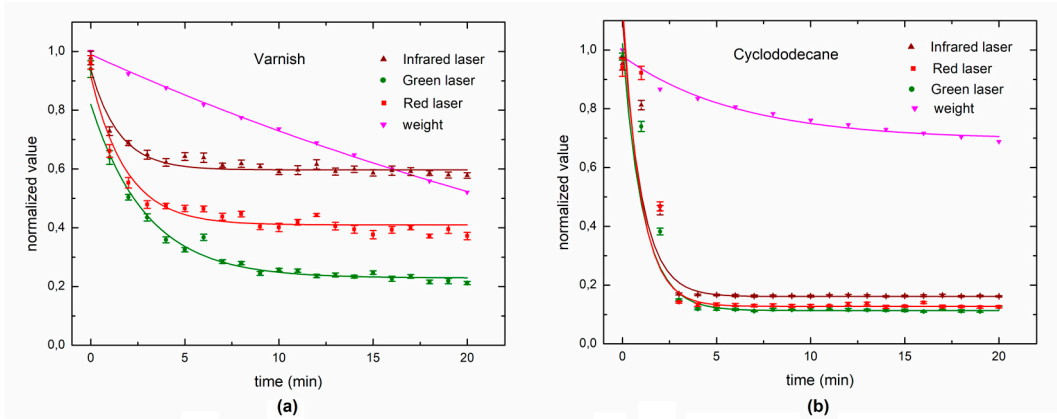 Varnish
Infrared laser
Green laser
Red laser
weight
1,0
0,8
0,6
0,4
0,2
0,0
normalized value
0
5
10
15
20
time (min)
(a)
Cyclododecane
Infrared laser
Red laser
Green laser
weight
1,0
0,8
0,6
0,4
0,2
0,0
normalized value
0
5
10
15
20
time (min)
(b)